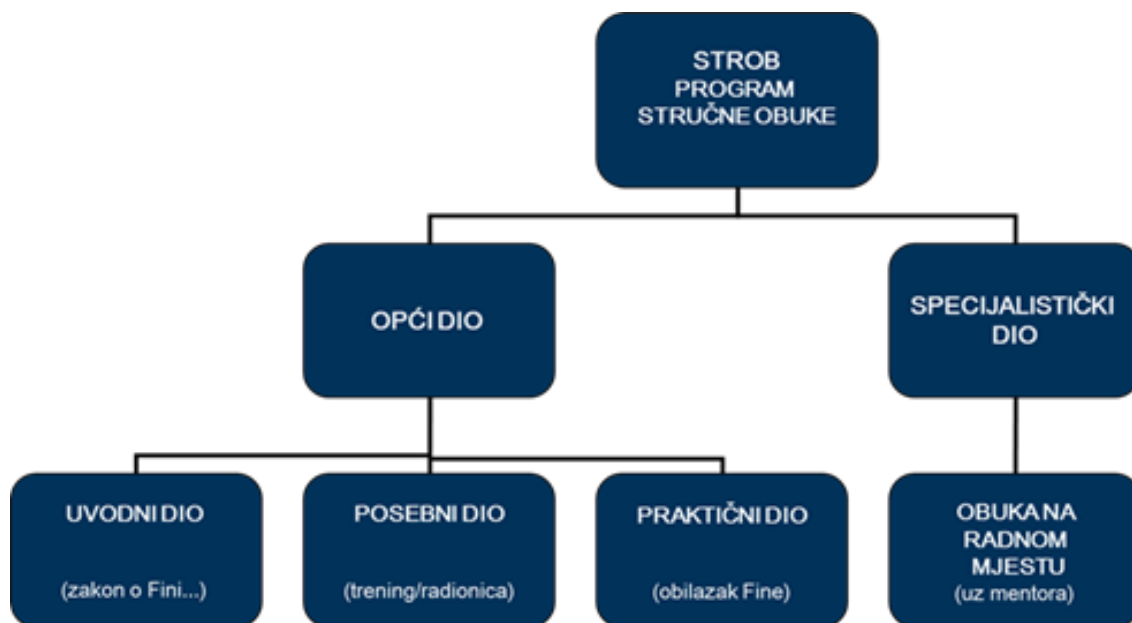 STROB
PROGRAM
STRUČNE OBUKE
OPĆI DIO
SPECIJALISTIČKI
DIO
UVODNI DIO
(zakon o Fini...)
POSEBNI DIO
(trening/radionica)
PRAKTIČNI DIO
(obilazak Fine)
OBUKA NA
RADNOM
MJESTU
(uz mentora)